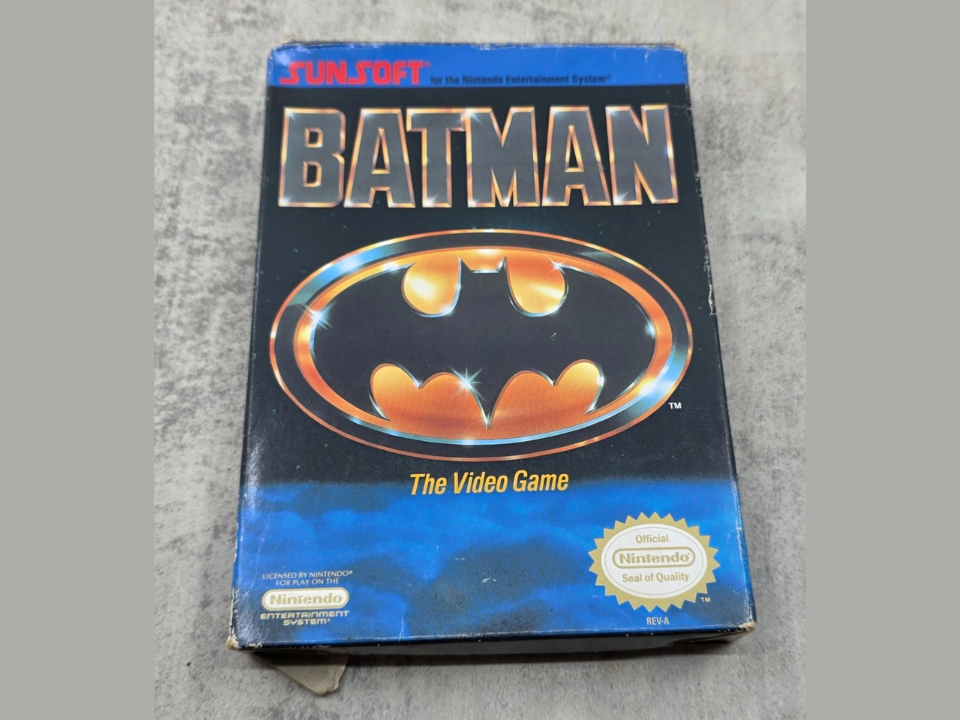 SUNSOFT® for the Nintendo Entertainment System®
BATMAN
TM
The Video Game
LICENSED BY NINTENDO®
FOR PLAY ON THE
Nintendo
ENTERTAINMENT
SYSTEM®
Official
Nintendo®
Seal of Quality
TM
REV-A